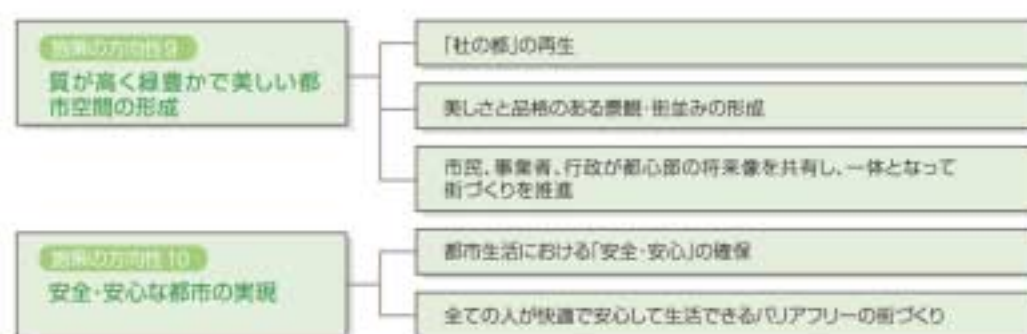 施策の方向性 9
質が高く緑豊かで美しい都
市空間の形成
「杜の都」の再生
美しさと品格のある景観・街並みの形成
市民、事業者、行政が都心部の将来像を共有し、一体となって
街づくりを推進
施策の方向性 10
安全・安心な都市の実現
都市生活における「安全・安心」の確保
全ての人が快適で安心して生活できるバリアフリーの街づくり